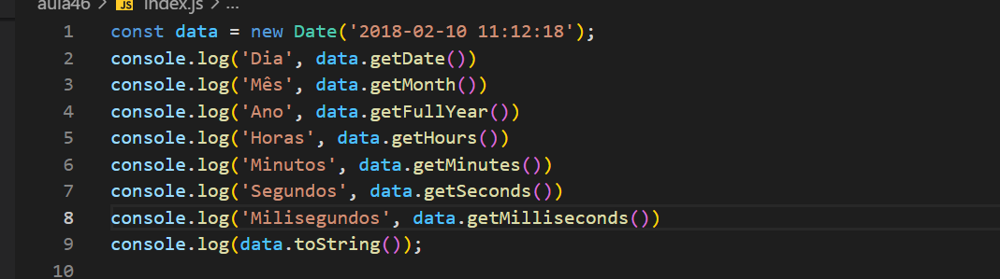 aula46 > JS index.js > ...
1 const data = new Date('2018-02-10 11:12:18');
2 console.log('Dia', data.getDate())
3 console.log('Mês', data.getMonth())
4 console.log('Ano', data.getFullYear())
5 console.log('Horas', data.getHours())
6 console.log('Minutos', data.getMinutes())
7 console.log('Segundos', data.getSeconds())
8 console.log('Milisegundos', data.getMilliseconds())
9 console.log(data.toString());
10